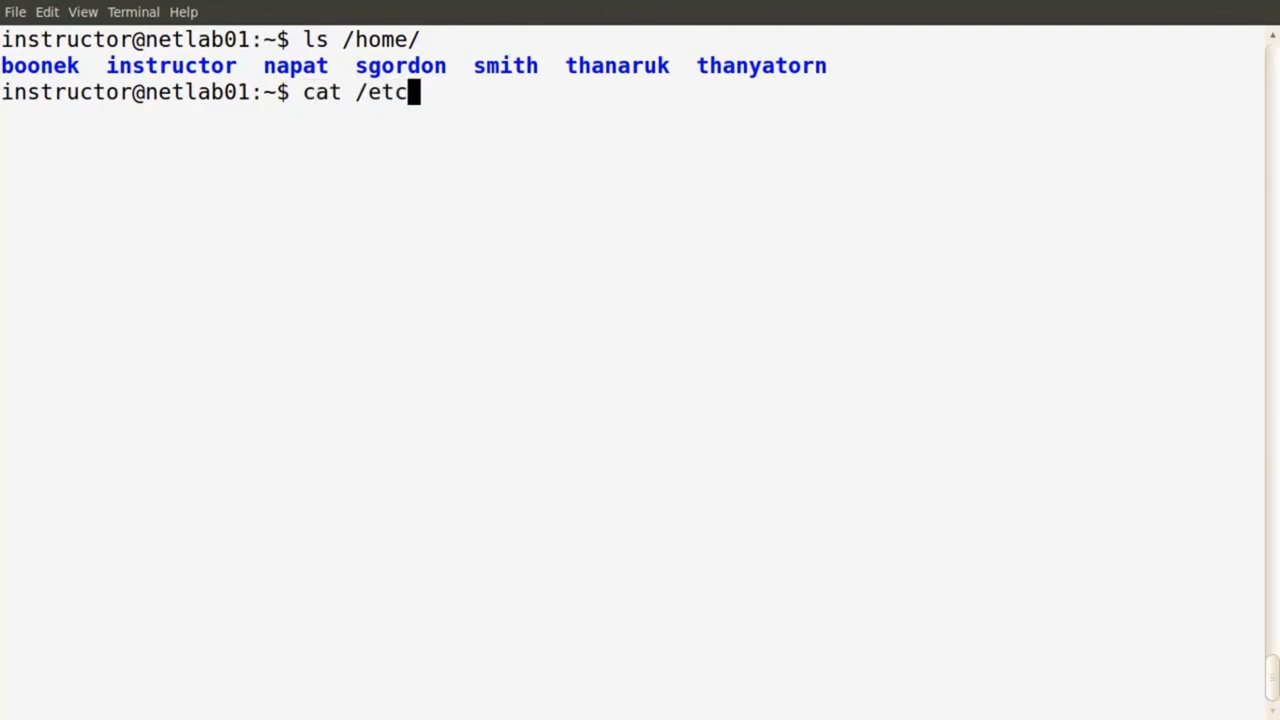 File Edit View Terminal Help
instructor@netlab01:~$ ls /home/
boonek instructor napat sgordon smith thanaruk thanyatorn
instructor@netlab01:~$ cat /etc